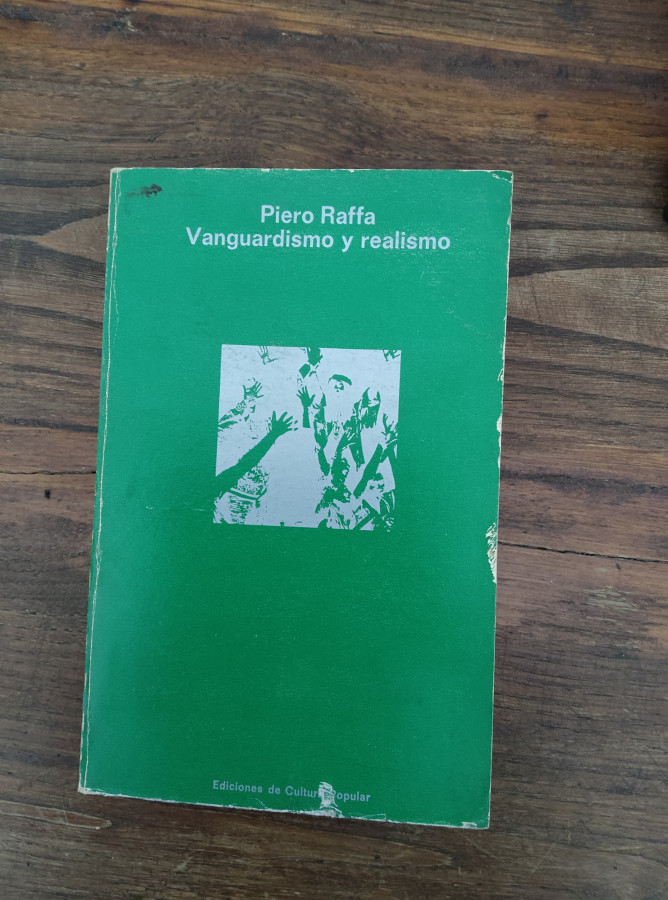 Piero Raffa
Vanguardismo y realismo
Ediciones de Cultura Popular